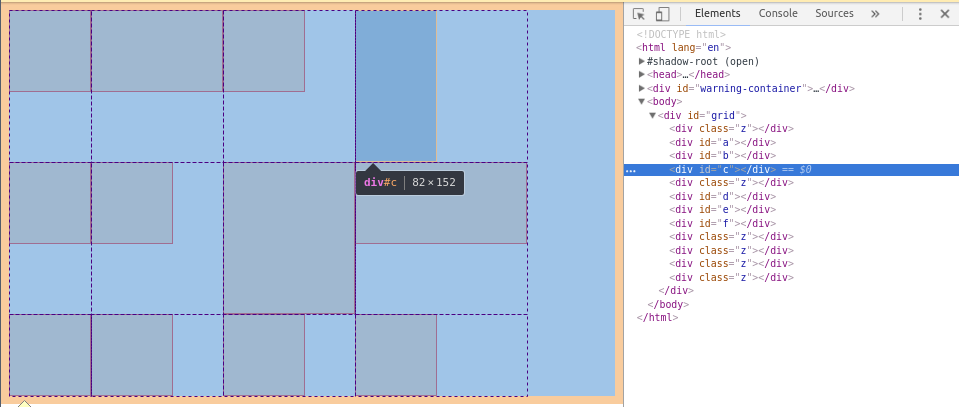 Elements Console Sources »
<!DOCTYPE html>
<html lang="en">
▶#shadow-root (open)
▶<head>…</head>
▶<div id="warning-container">…</div>
▼<body>
▼<div id="grid">
<div class="z"></div>
<div id="a"></div>
<div id="b"></div>
… <div id="c"></div> == $0
<div class="z"></div>
<div id="d"></div>
<div id="e"></div>
<div id="f"></div>
<div class="z"></div>
<div class="z"></div>
<div class="z"></div>
<div class="z"></div>
</div>
</body>
</html>
div#c | 82 × 152